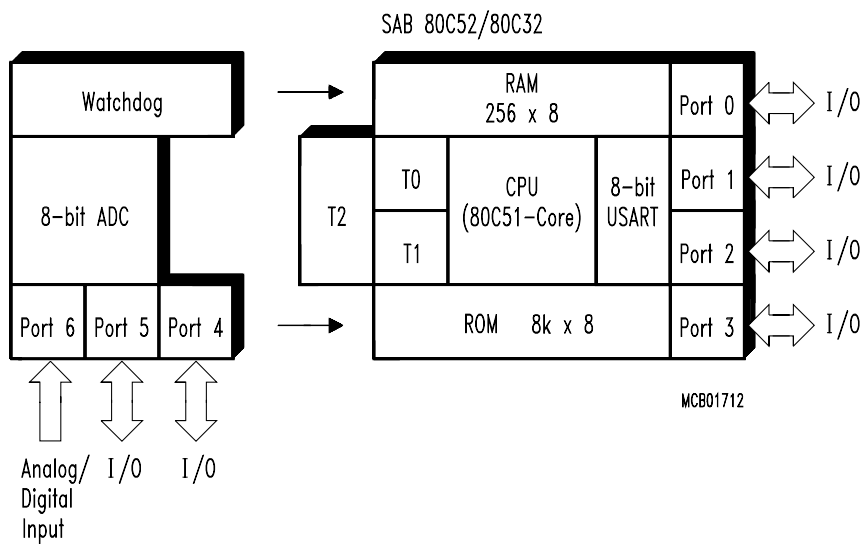 SAB 80C52/80C32
Watchdog
RAM
256 x 8
Port 0
I/O
8-bit ADC
T2
T0
T1
CPU
(80C51-Core)
8-bit
USART
Port 1
I/O
Port 2
I/O
Port 6
Port 5
Port 4
ROM 8k x 8
Port 3
I/O
MCB01712
Analog/
Digital
Input
I/O
I/O